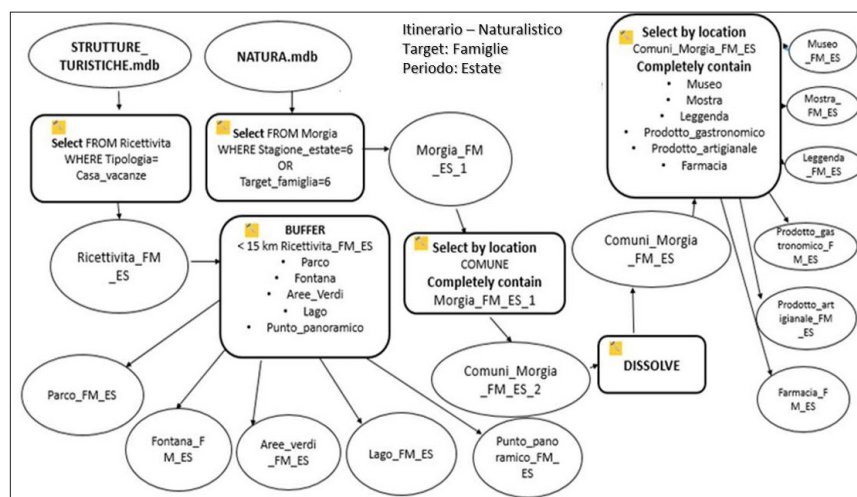 Itinerario – Naturalistico
Target: Famiglie
Periodo: Estate
STRUTTURE_
TURISTICHE.mdb
NATURA.mdb
Select FROM Ricettivita
WHERE Tipologia=
Casa_vacanze
Select FROM Morgia
WHERE Stagione_estate=6
OR
Target_famiglia=6
Morgia_FM_
ES_1
Ricettivita_FM
_ES
BUFFER
< 15 km Ricettivita_FM_ES
• Parco
• Fontana
• Aree_Verdi
• Lago
• Punto_panoramico
Select by location
COMUNE
Completely contain
Morgia_FM_ES_1
Comuni_Morgia
_FM_ES_2
DISSOLVE
Comuni_Morgia
_FM_ES
Select by location
Comuni_Morgia_FM_ES
Completely contain
• Museo
• Mostra
• Leggenda
• Prodotto_gastronomico
• Prodotto_artigianale
• Farmacia
Museo
_FM_ES
Mostra_
FM_ES
Leggenda
_FM_ES
Prodotto_gas
tronomico_F
M_ES
Prodotto_art
igianale_FM_
ES
Farmacia_F
M_ES
Parco_FM_ES
Fontana_F
M_ES
Aree_verdi
_FM_ES
Lago_FM_ES
Punto_pano
ramico_FM_
ES